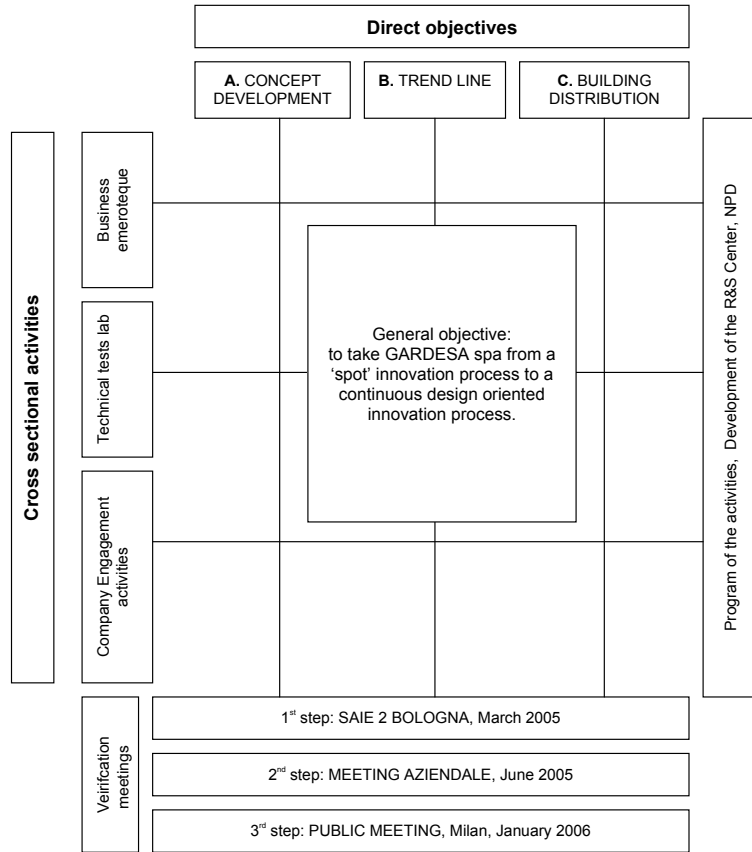 Direct objectives
A. CONCEPT
DEVELOPMENT
B. TREND LINE
C. BUILDING
DISTRIBUTION
Cross sectional activities
Business
emeroteque
Technical tests lab
Company Engagement
activities
General objective:
to take GARDESA spa from a
‘spot’ innovation process to a
continuous design oriented
innovation process.
Program of the activities, Development of the R&S Center, NPD
Veirifcation
meetings
1st step: SAIE 2 BOLOGNA, March 2005
2nd step: MEETING AZIENDALE, June 2005
3rd step: PUBLIC MEETING, Milan, January 2006